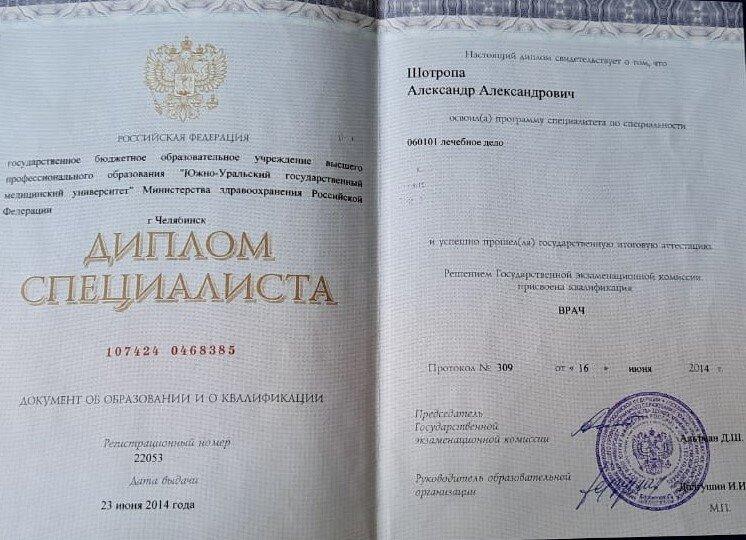 РОССИЙСКАЯ ФЕДЕРАЦИЯ
государственное бюджетное образовательное учреждение высшего
профессионального образования "Южно-Уральский государственный
медицинский университет" Министерства здравоохранения Российской
Федерации
г Челябинск
ДИПЛОМ
СПЕЦИАЛИСТА
107424 0468385
ДОКУМЕНТ ОБ ОБРАЗОВАНИИ И О КВАЛИФИКАЦИИ
Регистрационный номер
22053
Дата выдачи
23 июня 2014 года
Настоящий диплом свидетельствует о том, что
Шотропа
Александр Александрович
освоил(а) программу специалитета по специальности
060101 лечебное дело
и успешно прошел(ла) государственную итоговую аттестацию
Решением Государственной экзаменационной комиссии
присвоена квалификация
ВРАЧ
Протокол № 309 от « 16 » июня 2014 г.
Председатель
Государственной
экзаменационной комиссии Альтман Д.Ш.
Руководитель образовательной
организации Долгушин И.И
М.П.